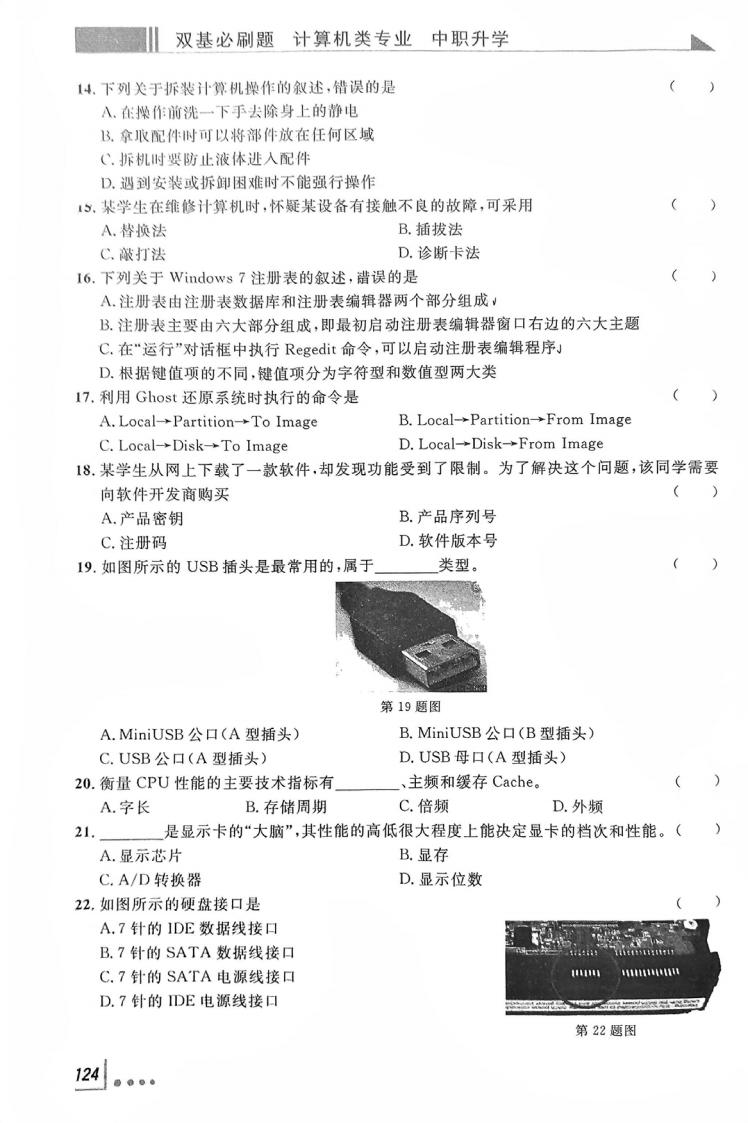 双基必刷题 计算机类专业 中职升学
14. 下列关于拆装计算机操作的叙述,错误的是 ( )
A. 在操作前洗一下手去除身上的静电
B. 拿取配件时可以将部件放在任何区域
C. 拆机时要防止液体进入配件
D. 遇到安装或拆卸困难时不能强行操作
15. 某学生在维修计算机时,怀疑某设备有接触不良的故障,可采用 ( )
A. 替换法 B. 插拔法
C. 敲打法 D. 诊断卡法
16. 下列关于 Windows 7 注册表的叙述,错误的是 ( )
A. 注册表由注册表数据库和注册表编辑器两个部分组成
B. 注册表主要由六大部分组成,即最初启动注册表编辑器窗口右边的六大主题
C. 在“运行”对话框中执行 Regedit 命令,可以启动注册表编辑程序
D. 根据键值项的不同,键值项分为字符型和数值型两大类
17. 利用 Ghost 还原系统时执行的命令是 ( )
A. Local→Partition→To Image B. Local→Partition→From Image
C. Local→Disk→To Image D. Local→Disk→From Image
18. 某学生从网上下载了一款软件,却发现功能受到了限制。为了解决这个问题,该同学需要
向软件开发商购买 ( )
A. 产品密钥 B. 产品序列号
C. 注册码 D. 软件版本号
19. 如图所示的 USB 插头是最常用的,属于________类型。 ( )
第 19 题图
A. MiniUSB 公口(A 型插头) B. MiniUSB 公口(B 型插头)
C. USB 公口(A 型插头) D. USB 母口(A 型插头)
20. 衡量 CPU 性能的主要技术指标有________、主频和缓存 Cache。 ( )
A. 字长 B. 存储周期 C. 倍频 D. 外频
21. ________是显示卡的“大脑”,其性能的高低很大程度上能决定显卡的档次和性能。( )
A. 显示芯片 B. 显存
C. A/D 转换器 D. 显示位数
22. 如图所示的硬盘接口是 ( )
A. 7 针的 IDE 数据线接口
B. 7 针的 SATA 数据线接口
C. 7 针的 SATA 电源线接口
D. 7 针的 IDE 电源线接口
第 22 题图
124